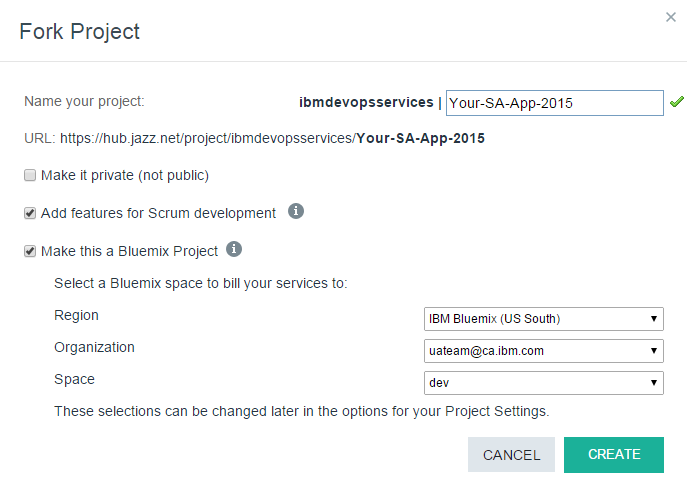 Fork Project
Name your project: ibmdevopsservices | Your-SA-App-2015
URL: https://hub.jazz.net/project/ibmdevopsservices/Your-SA-App-2015
Make it private (not public)
Add features for Scrum development
Make this a Bluemix Project
Select a Bluemix space to bill your services to:
Region IBM Bluemix (US South)
Organization uateam@ca.ibm.com
Space dev
These selections can be changed later in the options for your Project Settings.
CANCEL CREATE